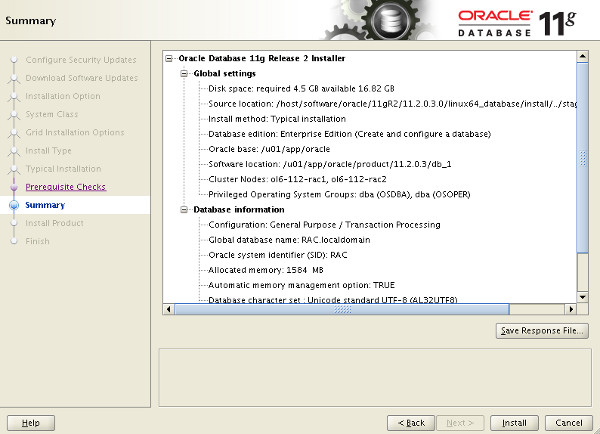 Summary
ORACLE
DATABASE 11g
Configure Security Updates
Download Software Updates
Installation Option
System Class
Grid Installation Options
Install Type
Typical Installation
Prerequisite Checks
Summary
Install Product
Finish
Oracle Database 11g Release 2 Installer
Global settings
Disk space: required 4.5 GB available 16.82 GB
Source location: /host/software/oracle/11gR2/11.2.0.3.0/linux64_database/install/../stag
Install method: Typical installation
Database edition: Enterprise Edition (Create and configure a database)
Oracle base: /u01/app/oracle
Software location: /u01/app/oracle/product/11.2.0.3/db_1
Cluster Nodes: ol6-112-rac1, ol6-112-rac2
Privileged Operating System Groups: dba (OSDBA), dba (OSOPER)
Database information
Configuration: General Purpose / Transaction Processing
Global database name: RAC.localdomain
Oracle system identifier (SID): RAC
Allocated memory: 1584 MB
Automatic memory management option: TRUE
Database character set : Unicode standard UTF-8 (AL32UTF8)
Save Response File...
Help
< Back
Next >
Install
Cancel